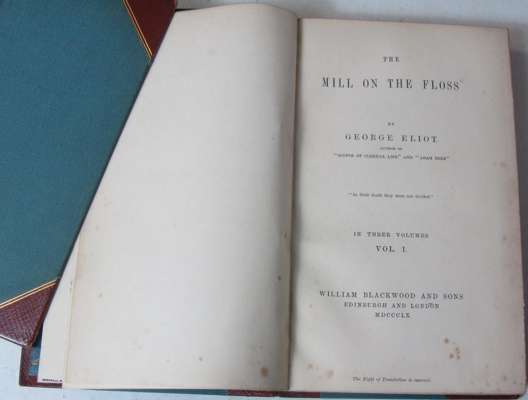 THE
MILL ON THE FLOSS
BY
GEORGE ELIOT
AUTHOR OF
"SCENES OF CLERICAL LIFE" AND "ADAM BEDE"
"In their death they were not divided."
IN THREE VOLUMES
VOL. I.
WILLIAM BLACKWOOD AND SONS
EDINBURGH AND LONDON
MDCCCLX
The Right of Translation is reserved.